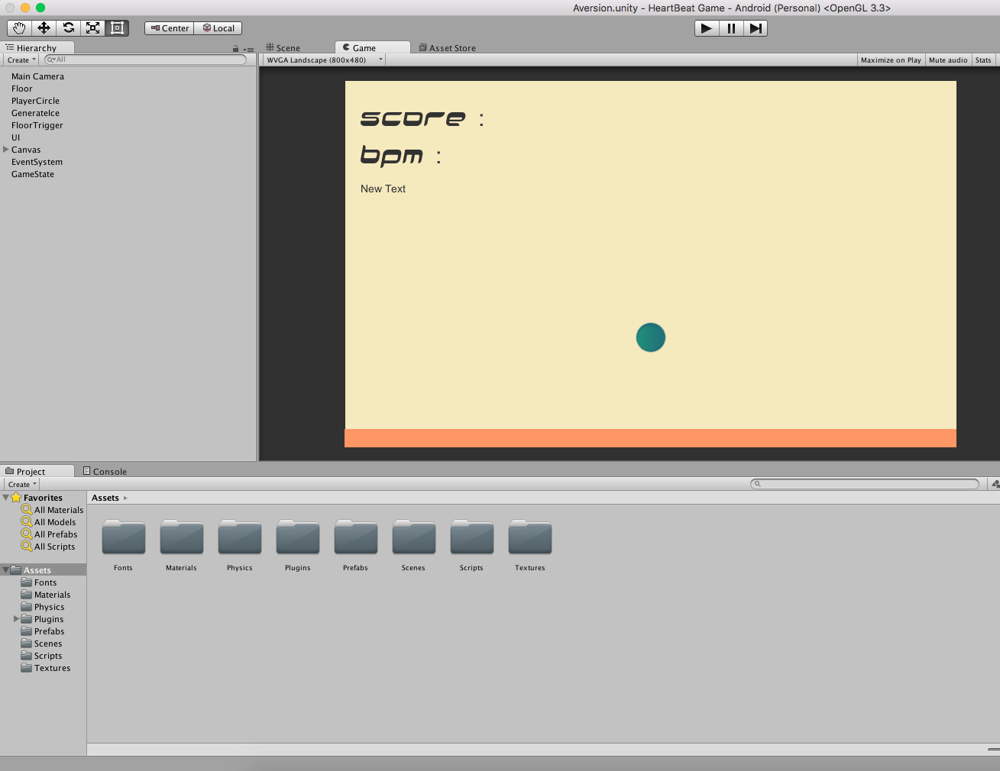 Aversion.unity - HeartBeat Game - Android (Personal) <OpenGL 3.3>
Center Local
Hierarchy
Create All
Main Camera
Floor
PlayerCircle
GenerateIce
FloorTrigger
UI
Canvas
EventSystem
GameState
Scene Game Asset Store
WVGA Landscape (800x480) Maximize on Play Mute audio Stats
score :
bpm :
New Text
Project Console
Create
Favorites
All Materials
All Models
All Prefabs
All Scripts
Assets
Fonts
Materials
Physics
Plugins
Prefabs
Scenes
Scripts
Textures
Assets
Fonts Materials Physics Plugins Prefabs Scenes Scripts Textures